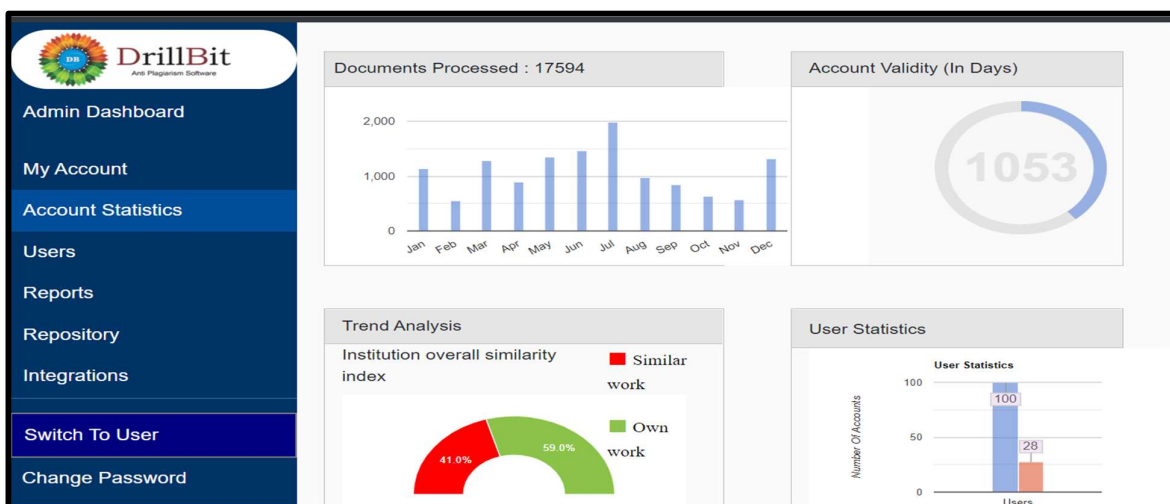 DB
DrillBit
Anti Plagiarism Software
Admin Dashboard
My Account
Account Statistics
Users
Reports
Repository
Integrations
Switch To User
Change Password
Documents Processed : 17594
2,000
1,000
0
Jan Feb Mar Apr May Jun Jul Aug Sep Oct Nov Dec
Account Validity (In Days)
1053
Trend Analysis
Institution overall similarity
index
Similar
work
Own
work
41.0%
59.0%
User Statistics
User Statistics
Number Of Accounts
100
50
0
100
28
Users